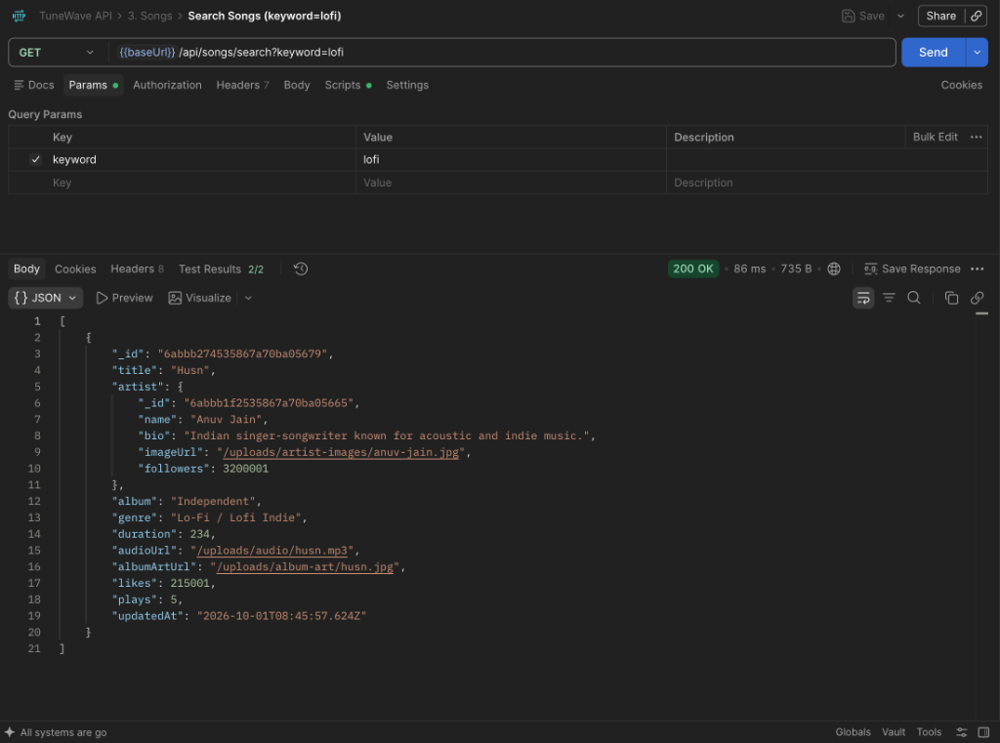 HTTP TuneWave API > 3. Songs > Search Songs (keyword=lofi) Save Share
GET {{baseUrl}} /api/songs/search?keyword=lofi Send
Docs Params Authorization Headers 7 Body Scripts Settings Cookies
Query Params
Key Value Description Bulk Edit
keyword lofi
Key Value Description
Body Cookies Headers 8 Test Results 2/2 200 OK • 86 ms • 735 B e.g. Save Response
{} JSON Preview Visualize
1 [
2 {
3 "_id": "6abbb274535867a70ba05679",
4 "title": "Husn",
5 "artist": {
6 "_id": "6abbb1f2535867a70ba05665",
7 "name": "Anuv Jain",
8 "bio": "Indian singer-songwriter known for acoustic and indie music.",
9 "imageUrl": "/uploads/artist-images/anuv-jain.jpg",
10 "followers": 3200001
11 },
12 "album": "Independent",
13 "genre": "Lo-Fi / Lofi Indie",
14 "duration": 234,
15 "audioUrl": "/uploads/audio/husn.mp3",
16 "albumArtUrl": "/uploads/album-art/husn.jpg",
17 "likes": 215001,
18 "plays": 5,
19 "updatedAt": "2026-10-01T08:45:57.624Z"
20 }
21 ]
All systems are go Globals Vault Tools